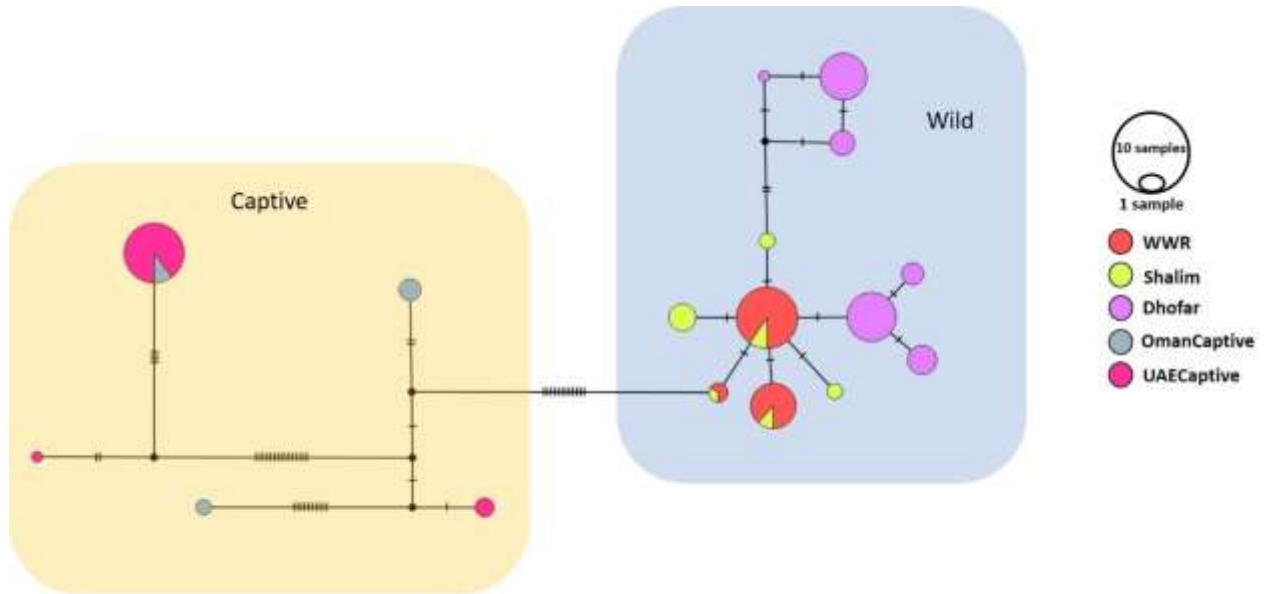 Captive
Wild
10 samples
1 sample
WWR
Shalim
Dhofar
OmanCaptive
UAECaptive